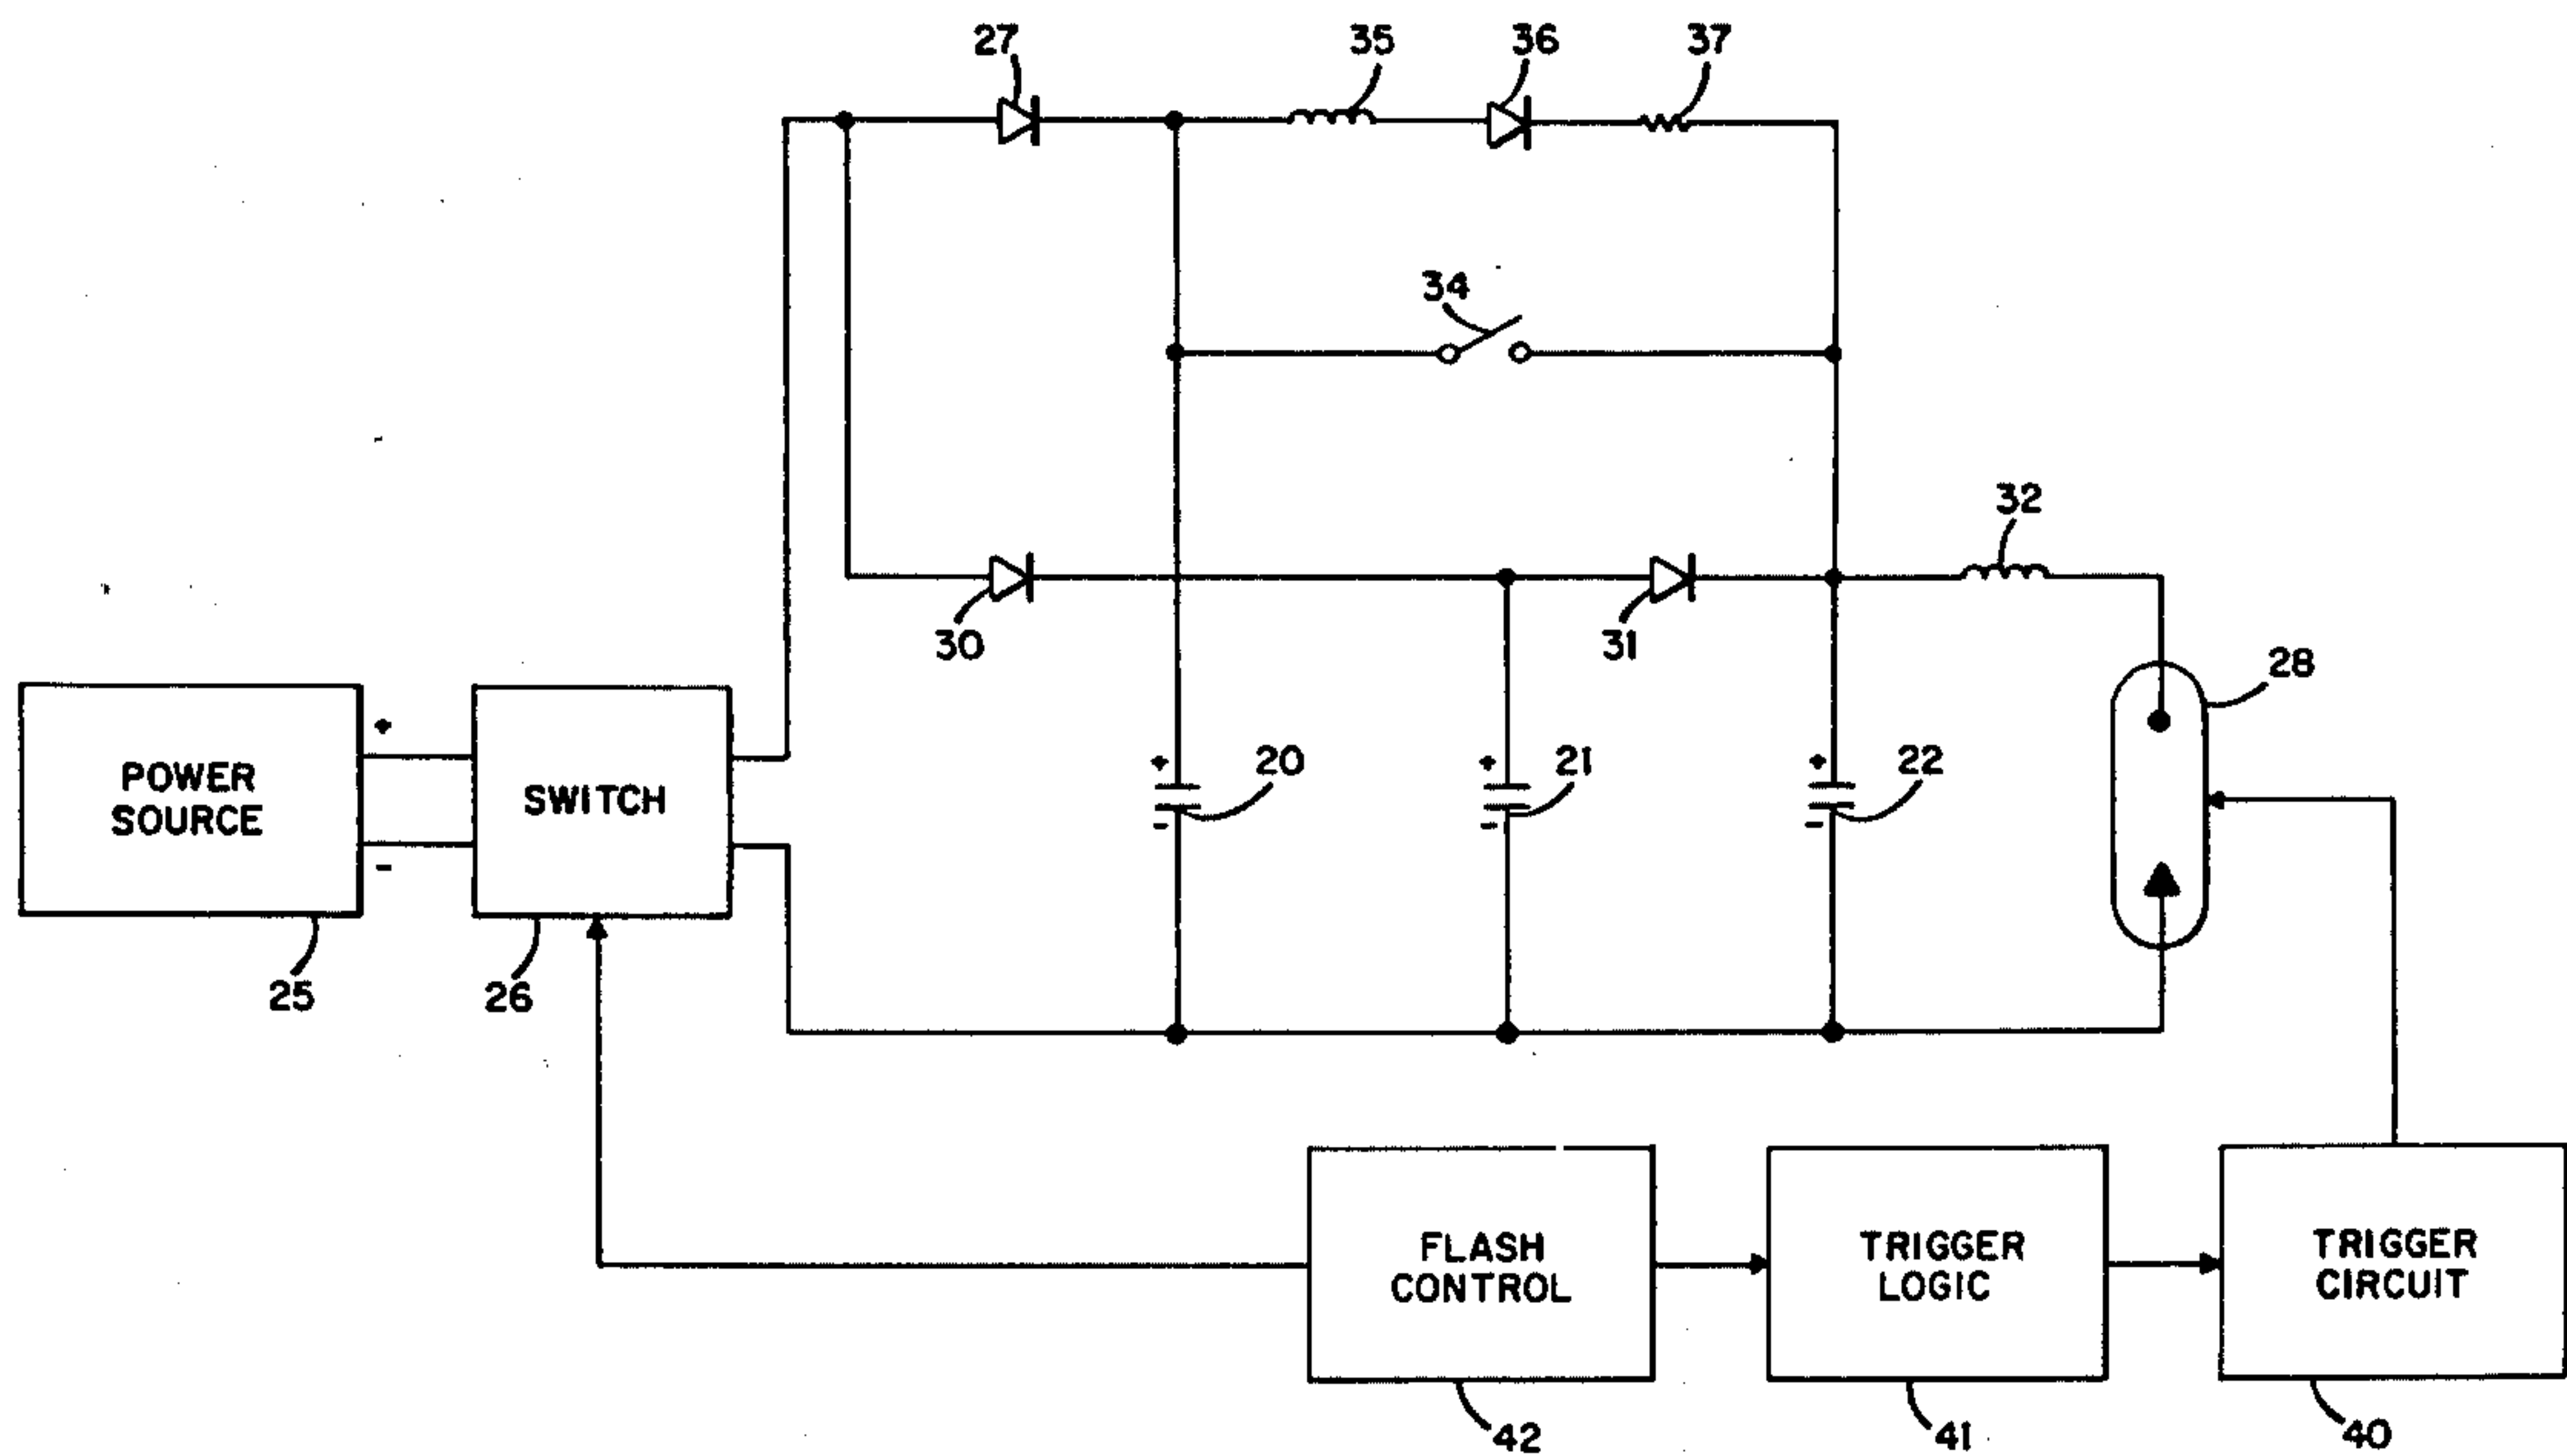 27
35
36
37
34
32
30
31
28
+
-
POWER
SOURCE
SWITCH
+
-
20
+
-
21
+
-
22
25
26
FLASH
CONTROL
TRIGGER
LOGIC
TRIGGER
CIRCUIT
42
41
40